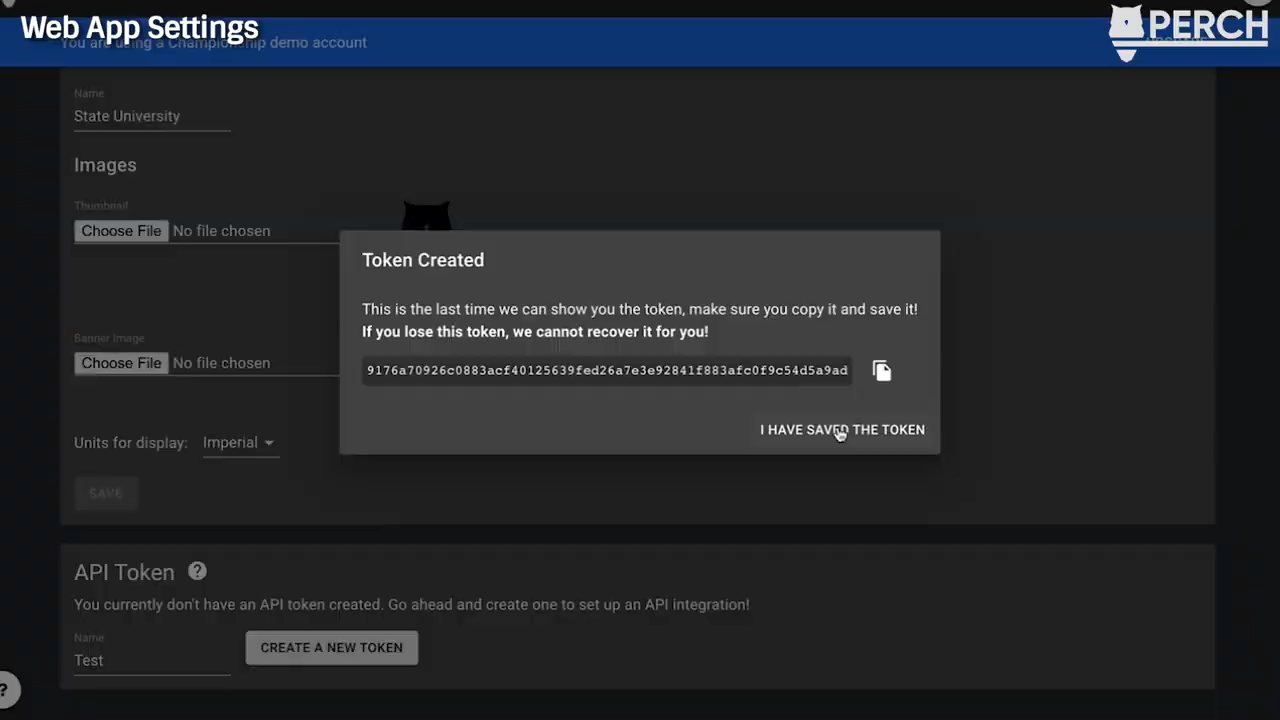 Web App Settings
PERCH
You are using a Championship demo account
Name
State University
Images
Thumbnail
Choose File No file chosen
Token Created
This is the last time we can show you the token, make sure you copy it and save it!
If you lose this token, we cannot recover it for you!
9176a70926c0883acf40125639fed26a7e3e92841f883afc0f9c54d5a9ad
Banner Image
Choose File No file chosen
I HAVE SAVED THE TOKEN
Units for display: Imperial
SAVE
API Token ?
You currently don't have an API token created. Go ahead and create one to set up an API integration!
Name
Test
CREATE A NEW TOKEN
?